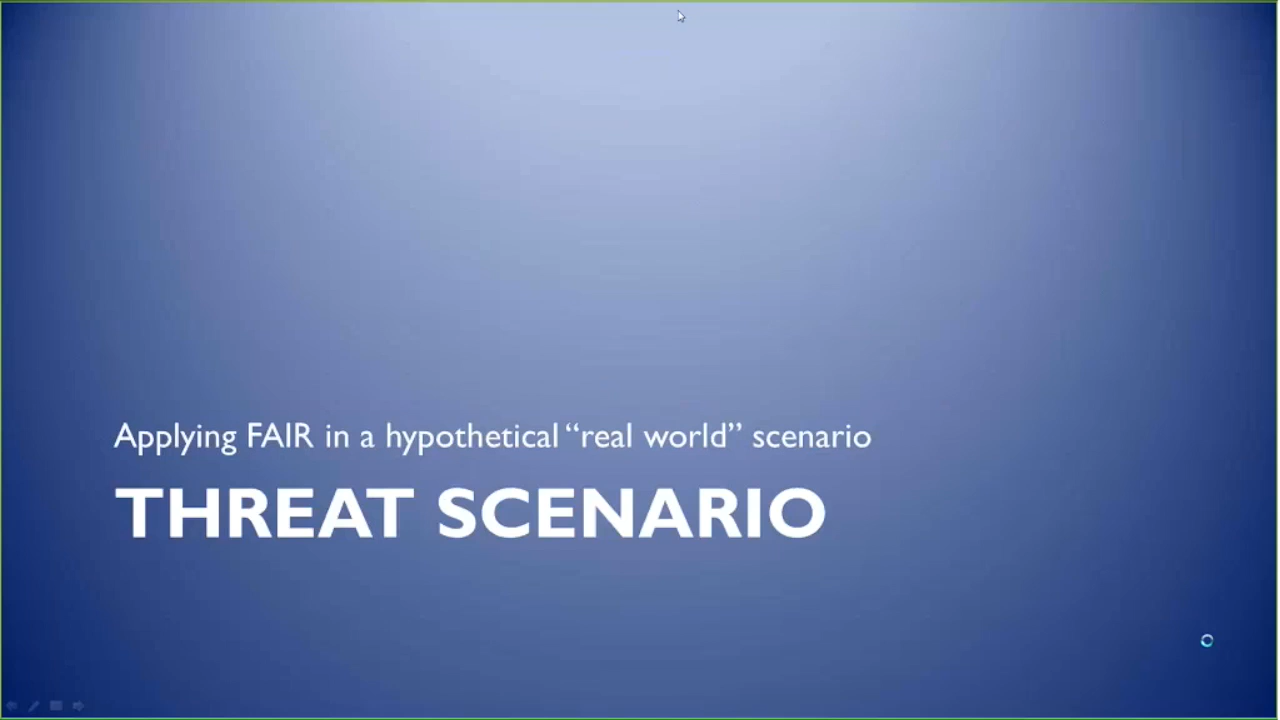 Applying FAIR in a hypothetical “real world” scenario
THREAT SCENARIO